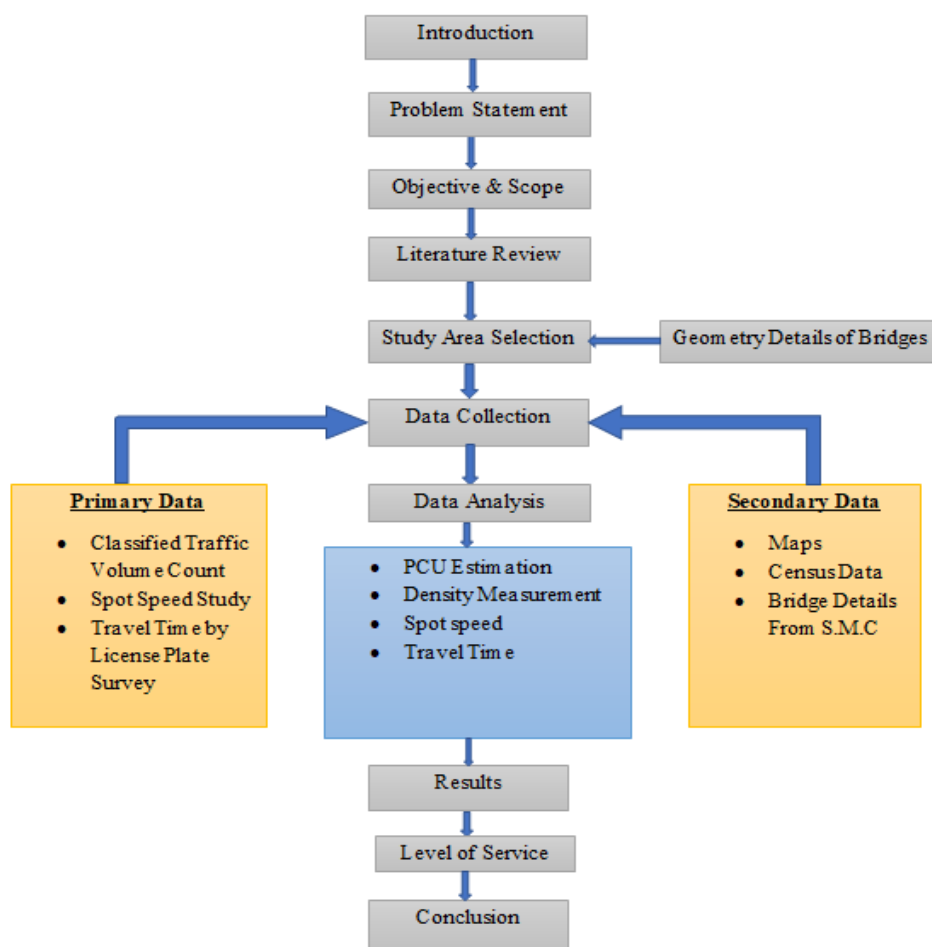 Introduction
Problem Statement
Objective & Scope
Literature Review
Study Area Selection
Geometry Details of Bridges
Data Collection
Primary Data
• Classified Traffic
Volume Count
• Spot Speed Study
• Travel Time by
License Plate
Survey
Data Analysis
• PCU Estimation
• Density Measurement
• Spot speed
• Travel Time
Secondary Data
• Maps
• Census Data
• Bridge Details
From S.M.C
Results
Level of Service
Conclusion